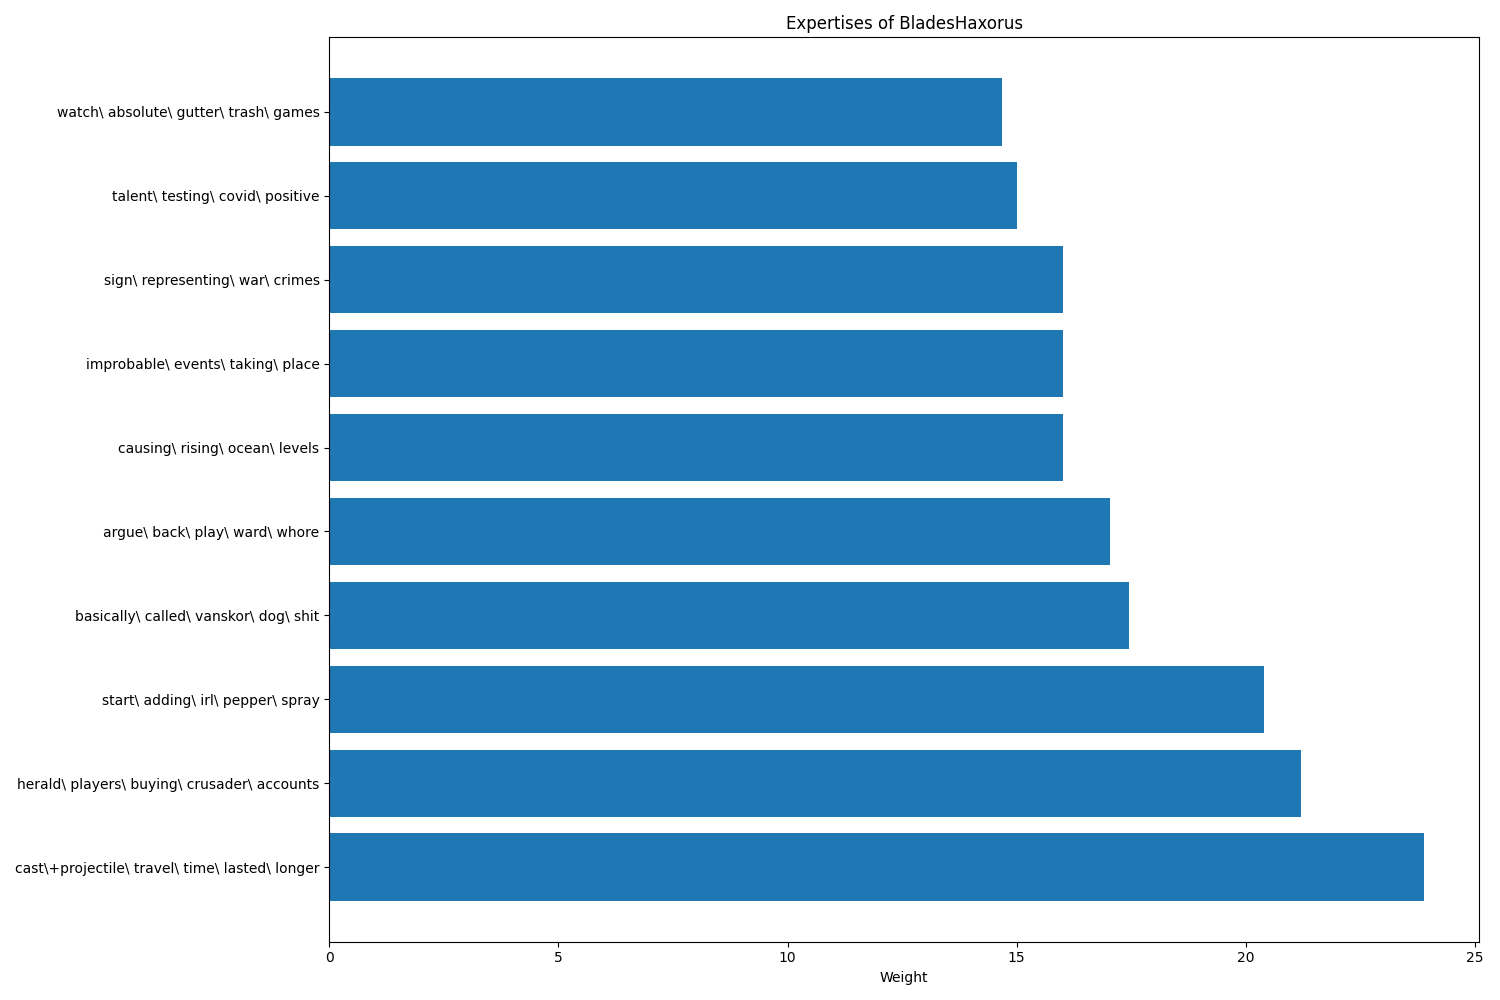 Expertises of BladesHaxorus
watch\ absolute\ gutter\ trash\ games
talent\ testing\ covid\ positive
sign\ representing\ war\ crimes
improbable\ events\ taking\ place
causing\ rising\ ocean\ levels
argue\ back\ play\ ward\ whore
basically\ called\ vanskor\ dog\ shit
start\ adding\ irl\ pepper\ spray
herald\ players\ buying\ crusader\ accounts
cast\+projectile\ travel\ time\ lasted\ longer
0 5 10 15 20 25
Weight